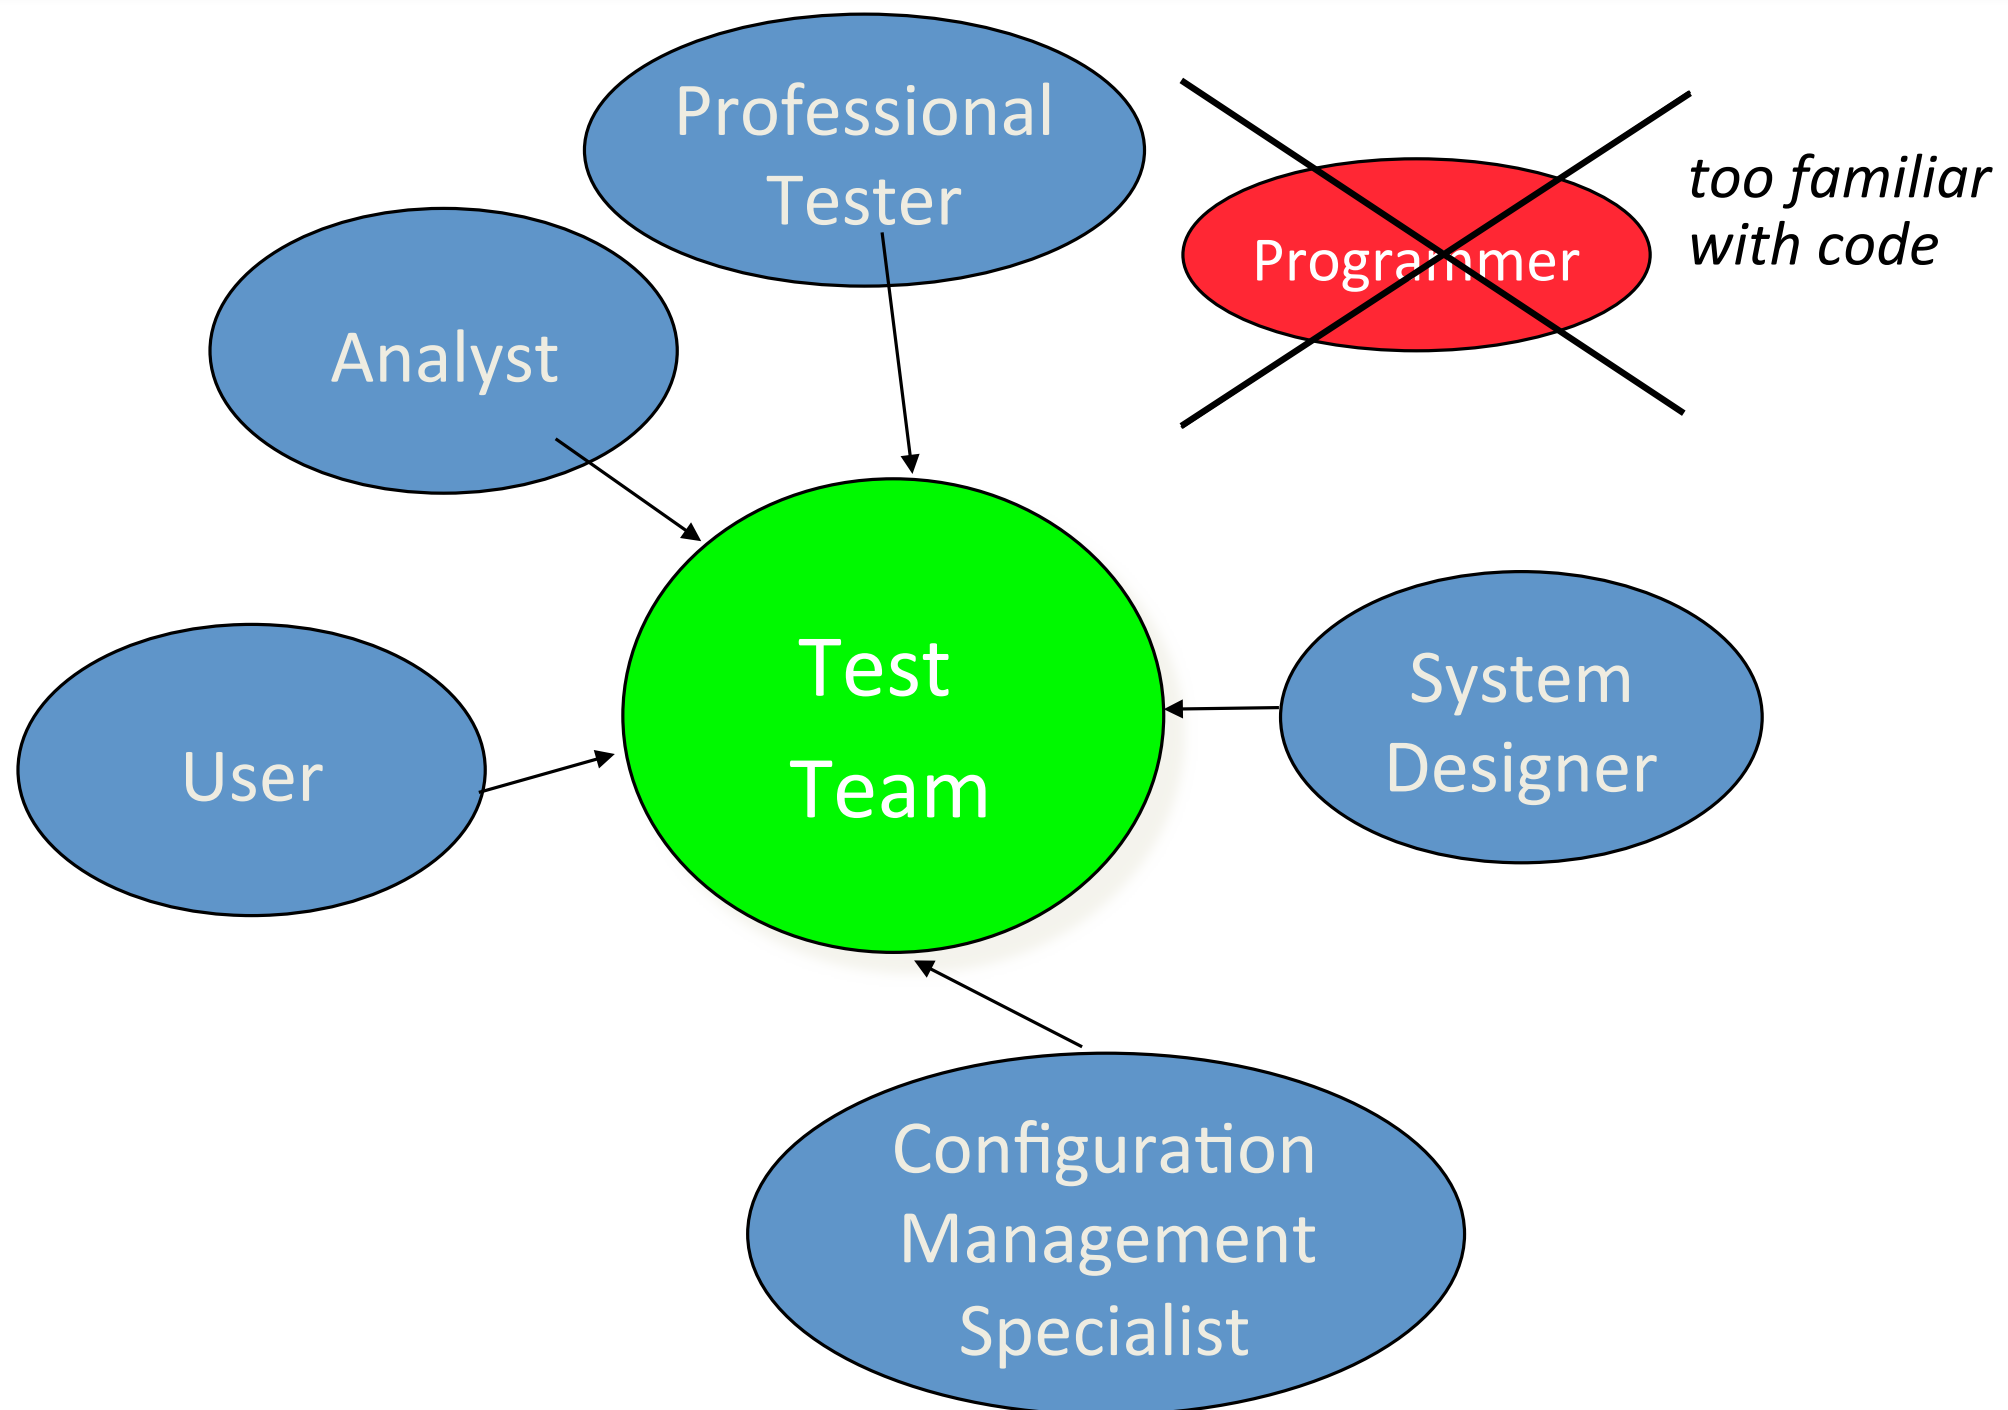 Professional
Tester
too familiar
with code
Programmer
Analyst
Test
Team
System
Designer
User
Configuration
Management
Specialist